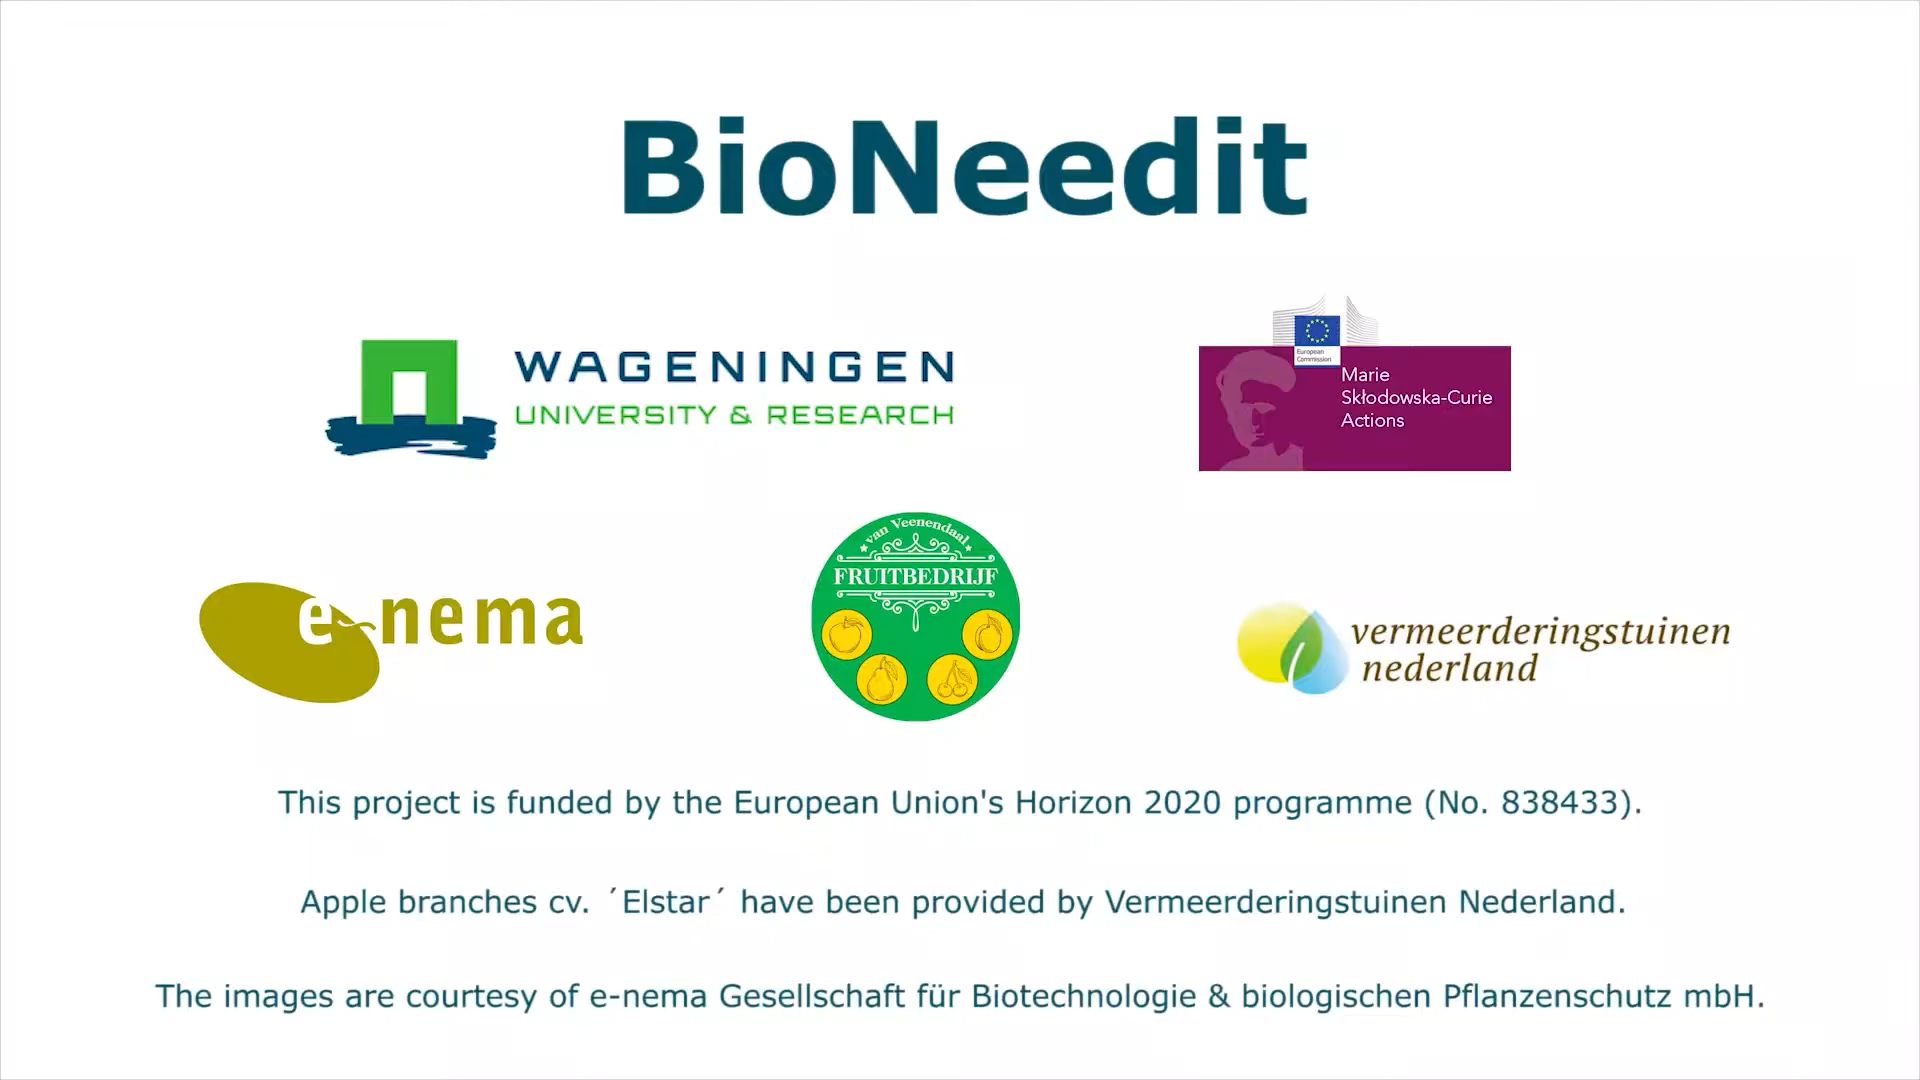 BioNeedit
WAGENINGEN
UNIVERSITY & RESEARCH
European
Commission
Marie
Skłodowska-Curie
Actions
e-nema
van Veenendaal
FRUITBEDRIJF
vermeerderingstuinen
nederland
This project is funded by the European Union's Horizon 2020 programme (No. 838433).
Apple branches cv. ´Elstar´ have been provided by Vermeerderingstuinen Nederland.
The images are courtesy of e-nema Gesellschaft für Biotechnologie & biologischen Pflanzenschutz mbH.